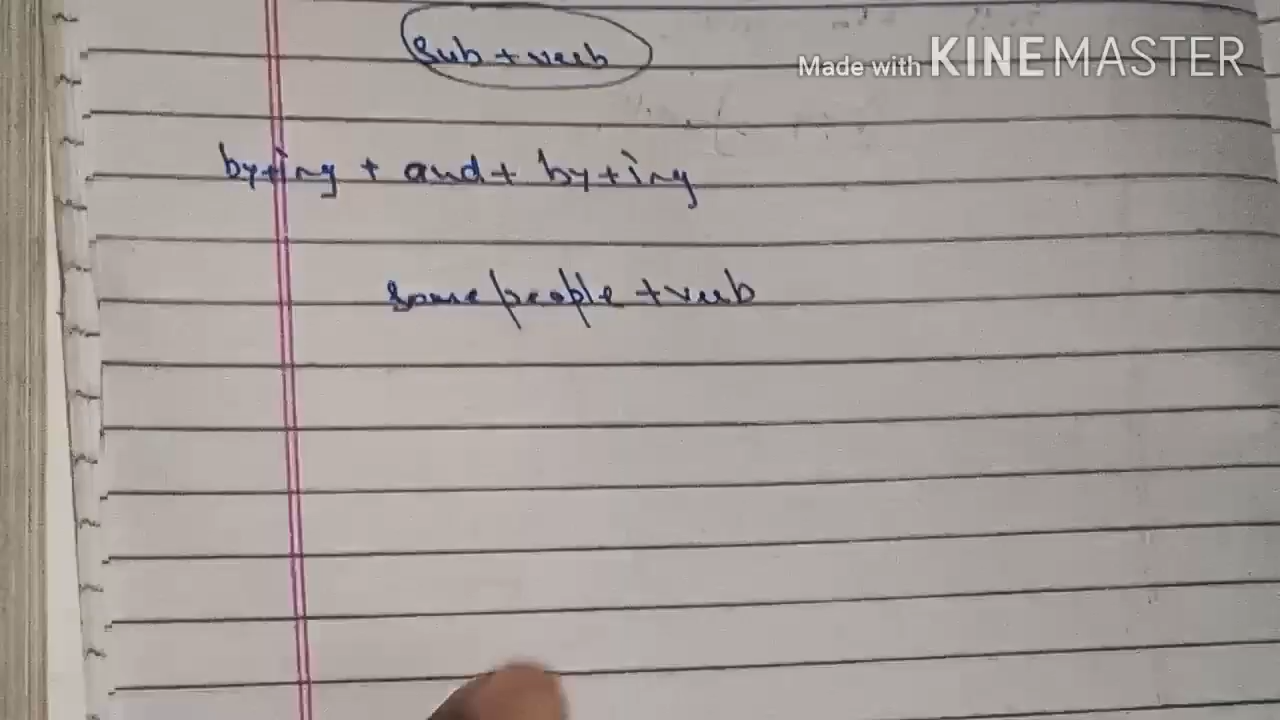 sub + verb
Made with KINEMASTER
by+ing + and + by+ing
some people + verb